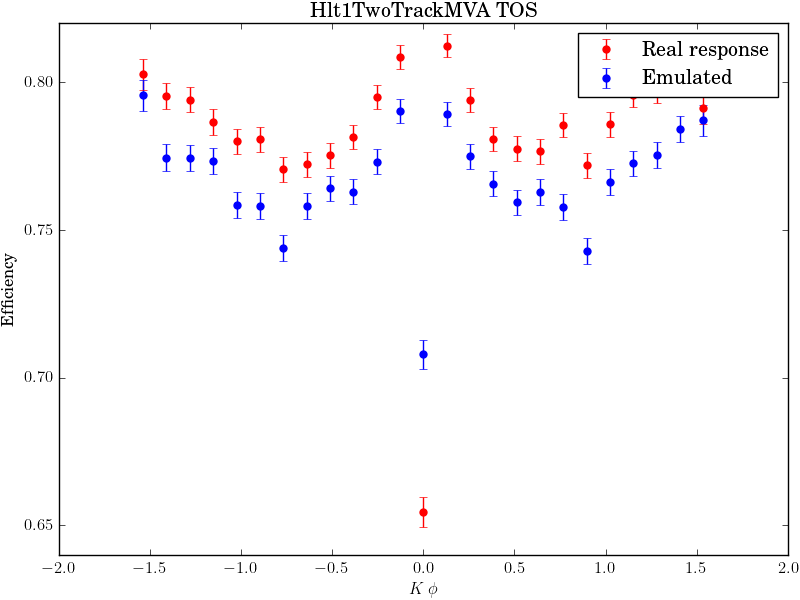 Hlt1TwoTrackMVA TOS
Real response
Emulated
Efficiency
0.80
0.75
0.70
0.65
−2.0 −1.5 −1.0 −0.5 0.0 0.5 1.0 1.5 2.0
K ϕ